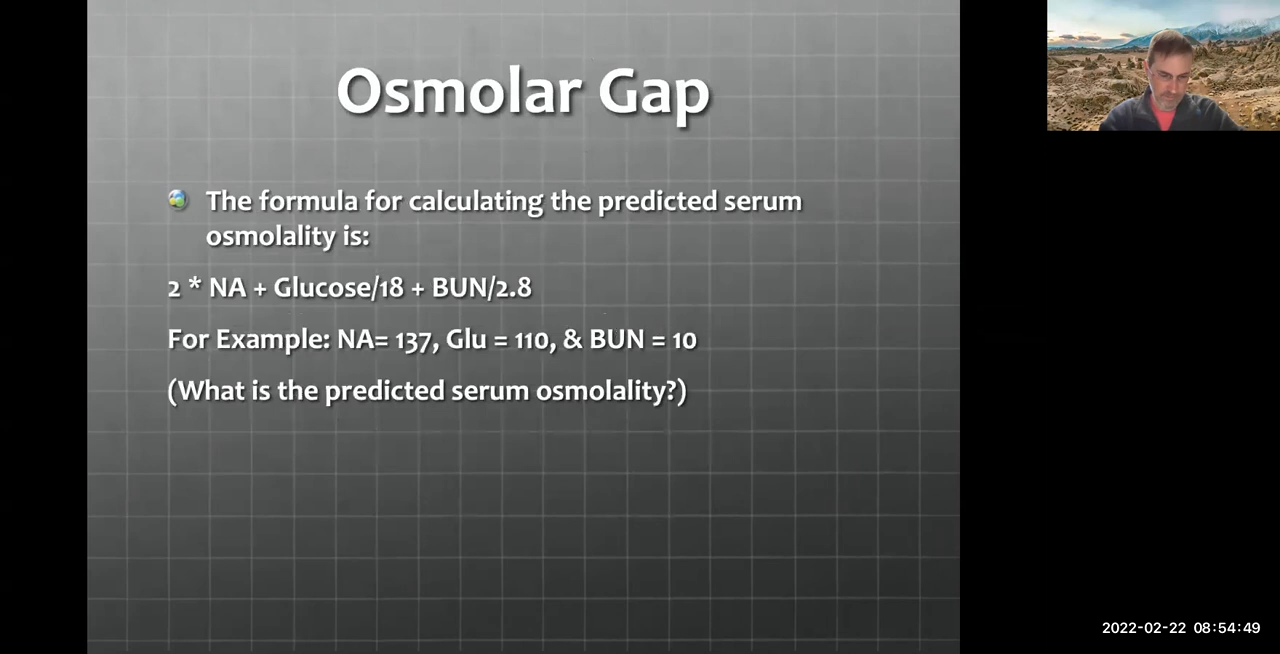 Osmolar Gap
The formula for calculating the predicted serum
osmolality is:
2 * NA + Glucose/18 + BUN/2.8
For Example: NA= 137, Glu = 110, & BUN = 10
(What is the predicted serum osmolality?)
2022-02-22 08:54:49